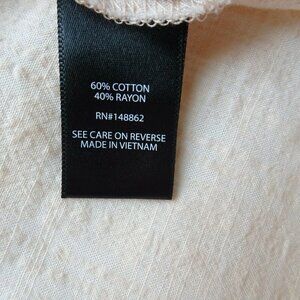 60% COTTON
40% RAYON
RN#148862
SEE CARE ON REVERSE
MADE IN VIETNAM